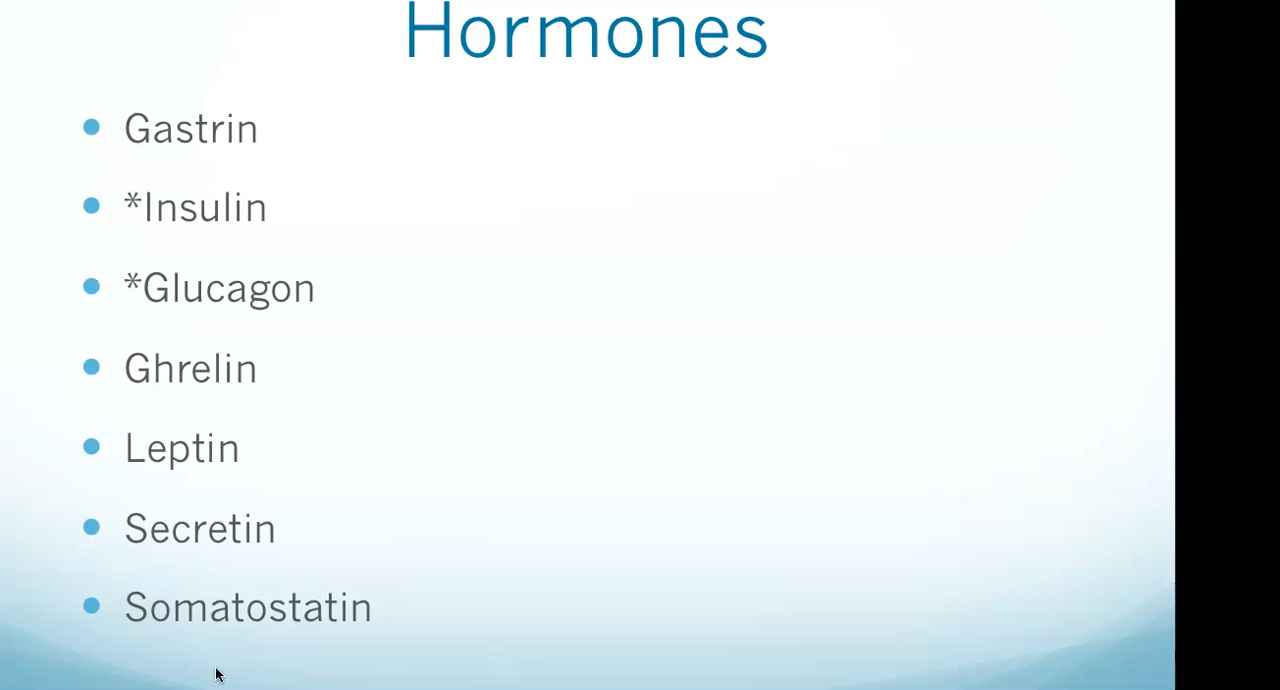 Hormones
• Gastrin
• *Insulin
• *Glucagon
• Ghrelin
• Leptin
• Secretin
• Somatostatin